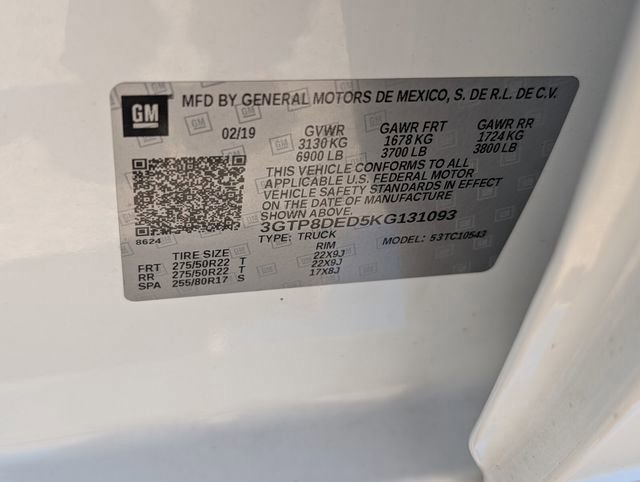 GM MFD BY GENERAL MOTORS DE MEXICO, S. DE R.L. DE C.V.
02/19 GVWR GAWR FRT GAWR RR
3130 KG 1678 KG 1724 KG
6900 LB 3700 LB 3800 LB
THIS VEHICLE CONFORMS TO ALL
APPLICABLE U.S. FEDERAL MOTOR
VEHICLE SAFETY STANDARDS IN EFFECT
ON THE DATE OF MANUFACTURE
SHOWN ABOVE.
8624 3GTP8DED5KG131093
TYPE: TRUCK MODEL: 53TC10543
TIRE SIZE RIM
FRT 275/50R22 T 22X9J
RR 275/50R22 T 22X9J
SPA 255/80R17 S 17X8J